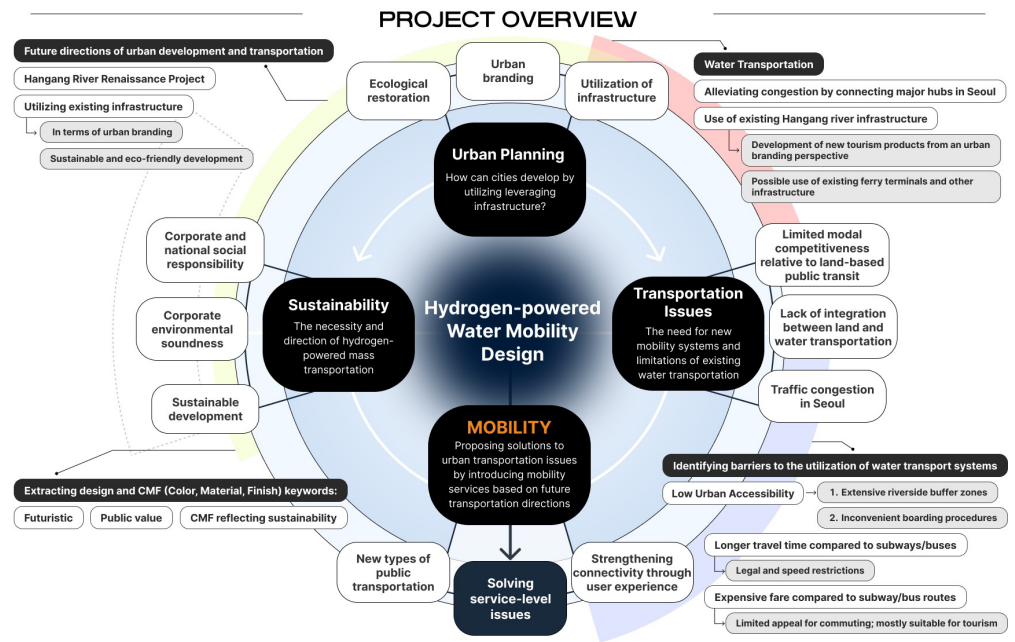 PROJECT OVERVIEW
Future directions of urban development and transportation
Hangang River Renaissance Project
Utilizing existing infrastructure
In terms of urban branding
Sustainable and eco-friendly development
Ecological
restoration
Urban
branding
Utilization of
infrastructure
Water Transportation
Alleviating congestion by connecting major hubs in Seoul
Use of existing Hangang river infrastructure
Development of new tourism products from an urban
branding perspective
Possible use of existing ferry terminals and other
infrastructure
Urban Planning
How can cities develop by
utilizing leveraging
infrastructure?
Corporate and
national social
responsibility
Corporate
environmental
soundness
Sustainable
development
Sustainability
The necessity and
direction of hydrogen-
powered mass
transportation
Hydrogen-powered
Water Mobility
Design
Transportation
Issues
The need for new
mobility systems and
limitations of existing
water transportation
Limited modal
competitiveness
relative to land-based
public transit
Lack of integration
between land and
water transportation
Traffic congestion
in Seoul
MOBILITY
Proposing solutions to
urban transportation issues
by introducing mobility
services based on future
transportation directions
Extracting design and CMF (Color, Material, Finish) keywords:
Futuristic
Public value
CMF reflecting sustainability
New types of
public
transportation
Solving
service-level
issues
Strengthening
connectivity through
user experience
Identifying barriers to the utilization of water transport systems
Low Urban Accessibility
1. Extensive riverside buffer zones
2. Inconvenient boarding procedures
Longer travel time compared to subways/buses
Legal and speed restrictions
Expensive fare compared to subway/bus routes
Limited appeal for commuting; mostly suitable for tourism